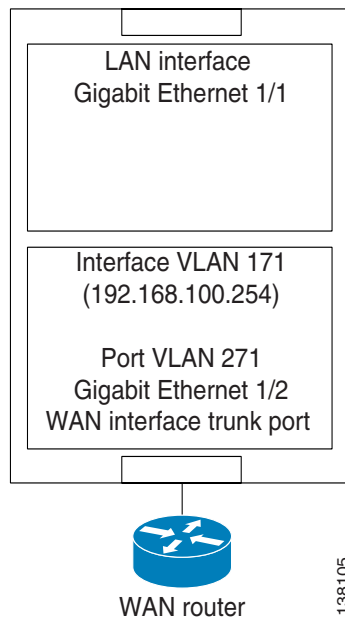 LAN interface
Gigabit Ethernet 1/1
Interface VLAN 171
(192.168.100.254)
Port VLAN 271
Gigabit Ethernet 1/2
WAN interface trunk port
WAN router
138105